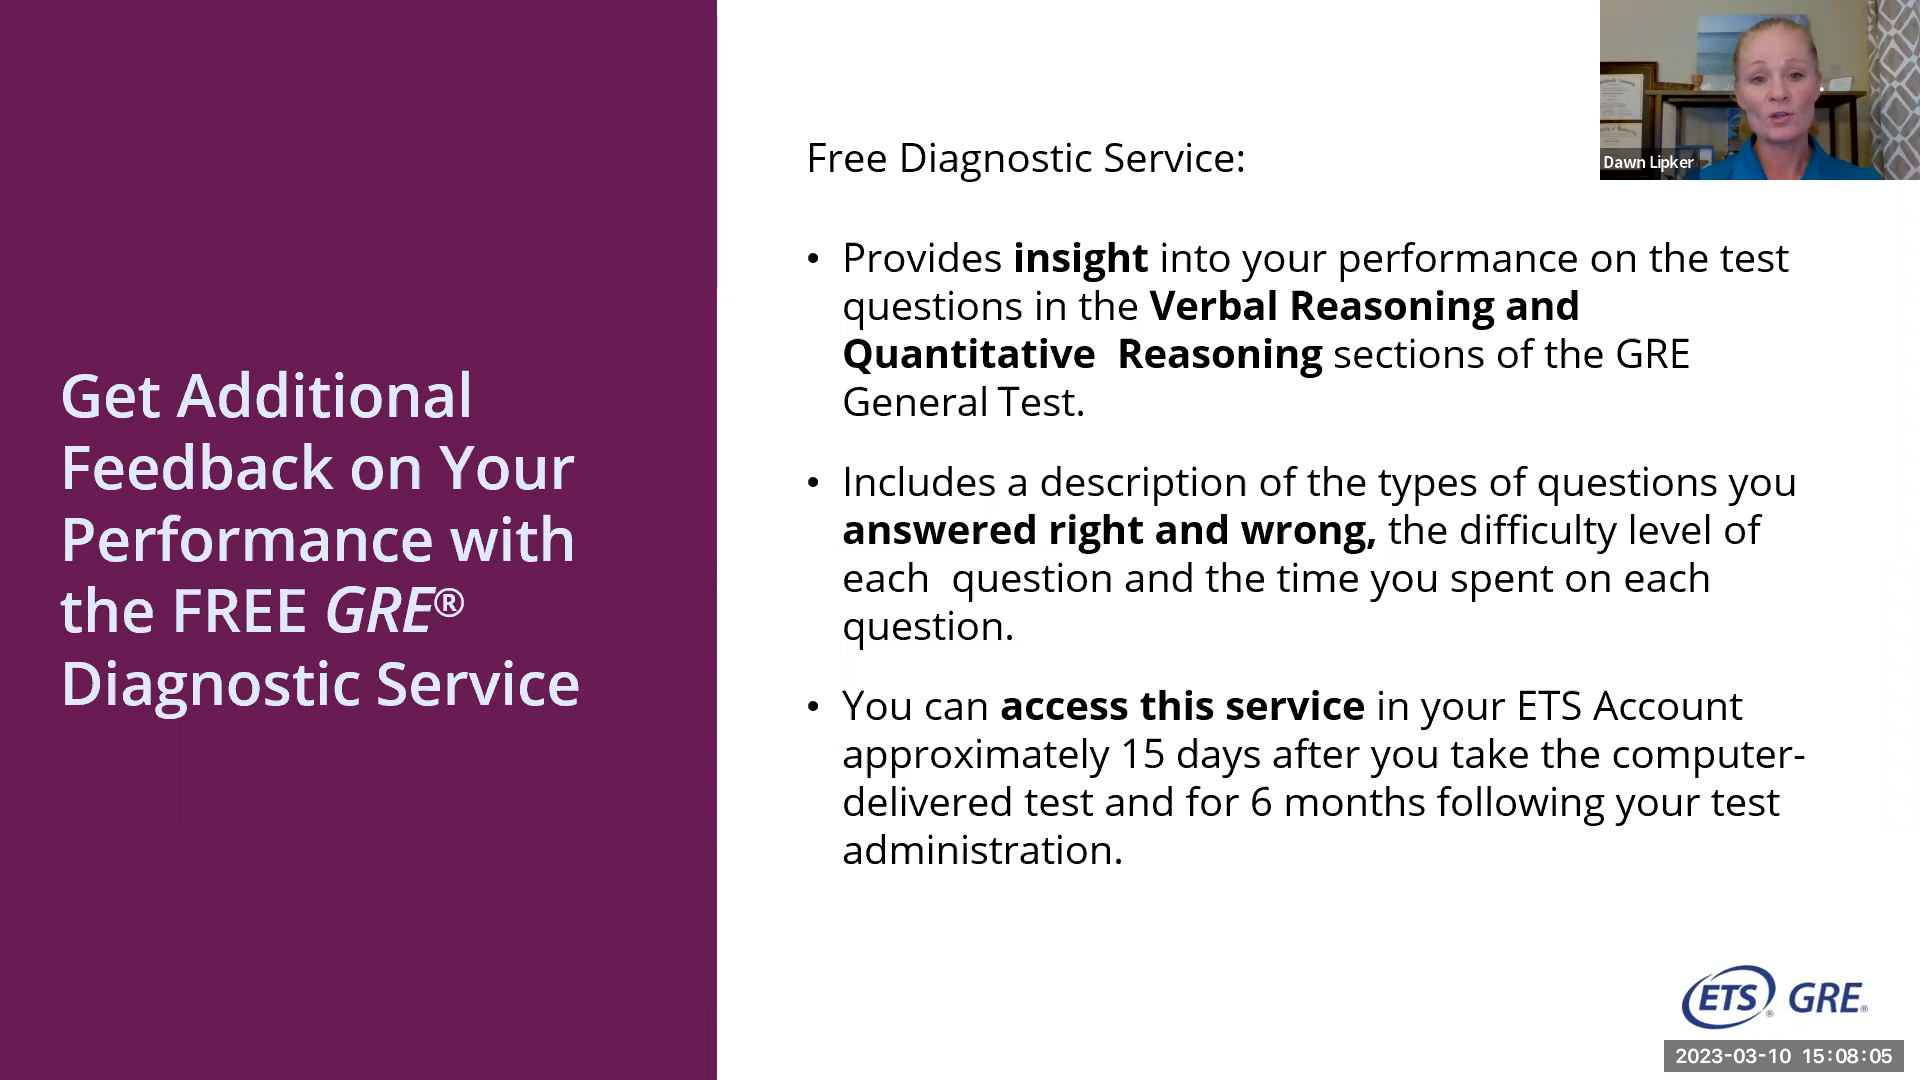 Get Additional
Feedback on Your
Performance with
the FREE GRE®
Diagnostic Service
Free Diagnostic Service:
• Provides insight into your performance on the test
questions in the Verbal Reasoning and
Quantitative Reasoning sections of the GRE
General Test.
• Includes a description of the types of questions you
answered right and wrong, the difficulty level of
each question and the time you spent on each
question.
• You can access this service in your ETS Account
approximately 15 days after you take the computer-
delivered test and for 6 months following your test
administration.
Dawn Lipker
ETS® GRE®
2023-03-10 15:08:05